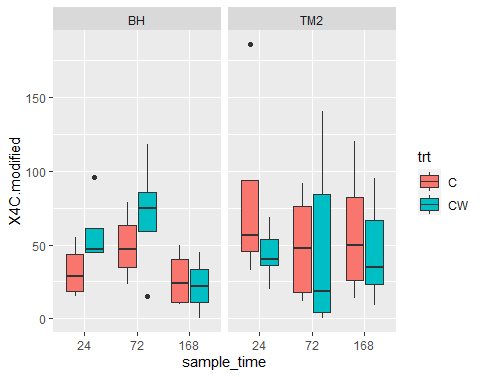 BH TM2
150
100
50
0
X4C.modified
24 72 168 24 72 168
sample_time
trt
C
CW